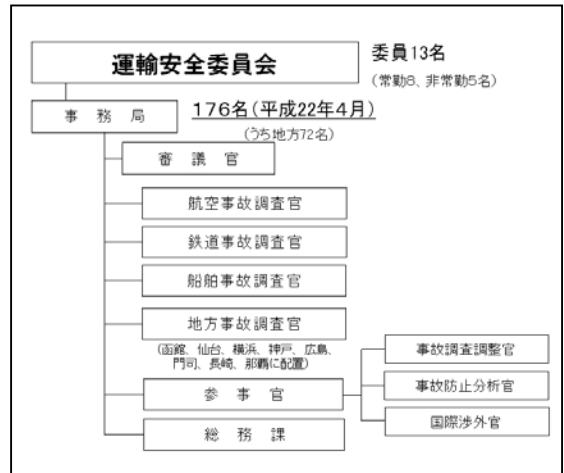 運輸安全委員会
委員13名
(常勤8、非常勤5名)
事務局
176名(平成22年4月)
(うち地方72名)
審議官
航空事故調査官
鉄道事故調査官
船舶事故調査官
地方事故調査官
(函館、仙台、横浜、神戸、広島、
門司、長崎、那覇に配置)
参事官
総務課
事故調査調整官
事故防止分析官
国際渉外官